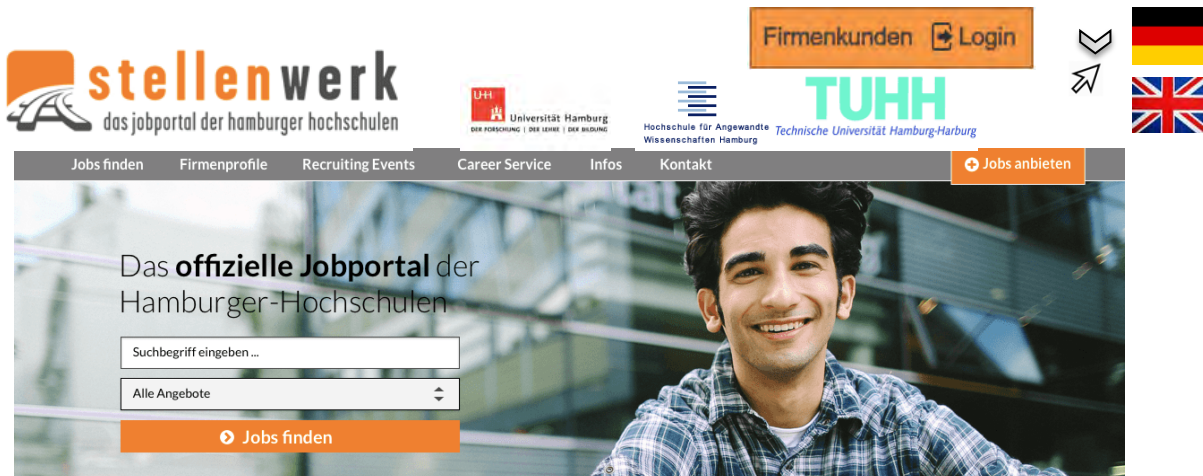 Firmenkunden Login
stellenwerk
das jobportal der hamburger hochschulen
UHH
Universität Hamburg
DER FORSCHUNG | DER LEHRE | DER BILDUNG
Hochschule für Angewandte
Wissenschaften Hamburg
TUHH
Technische Universität Hamburg-Harburg
Jobs finden Firmenprofile Recruiting Events Career Service Infos Kontakt Jobs anbieten
Das offizielle Jobportal der
Hamburger-Hochschulen
Suchbegriff eingeben ...
Alle Angebote
Jobs finden